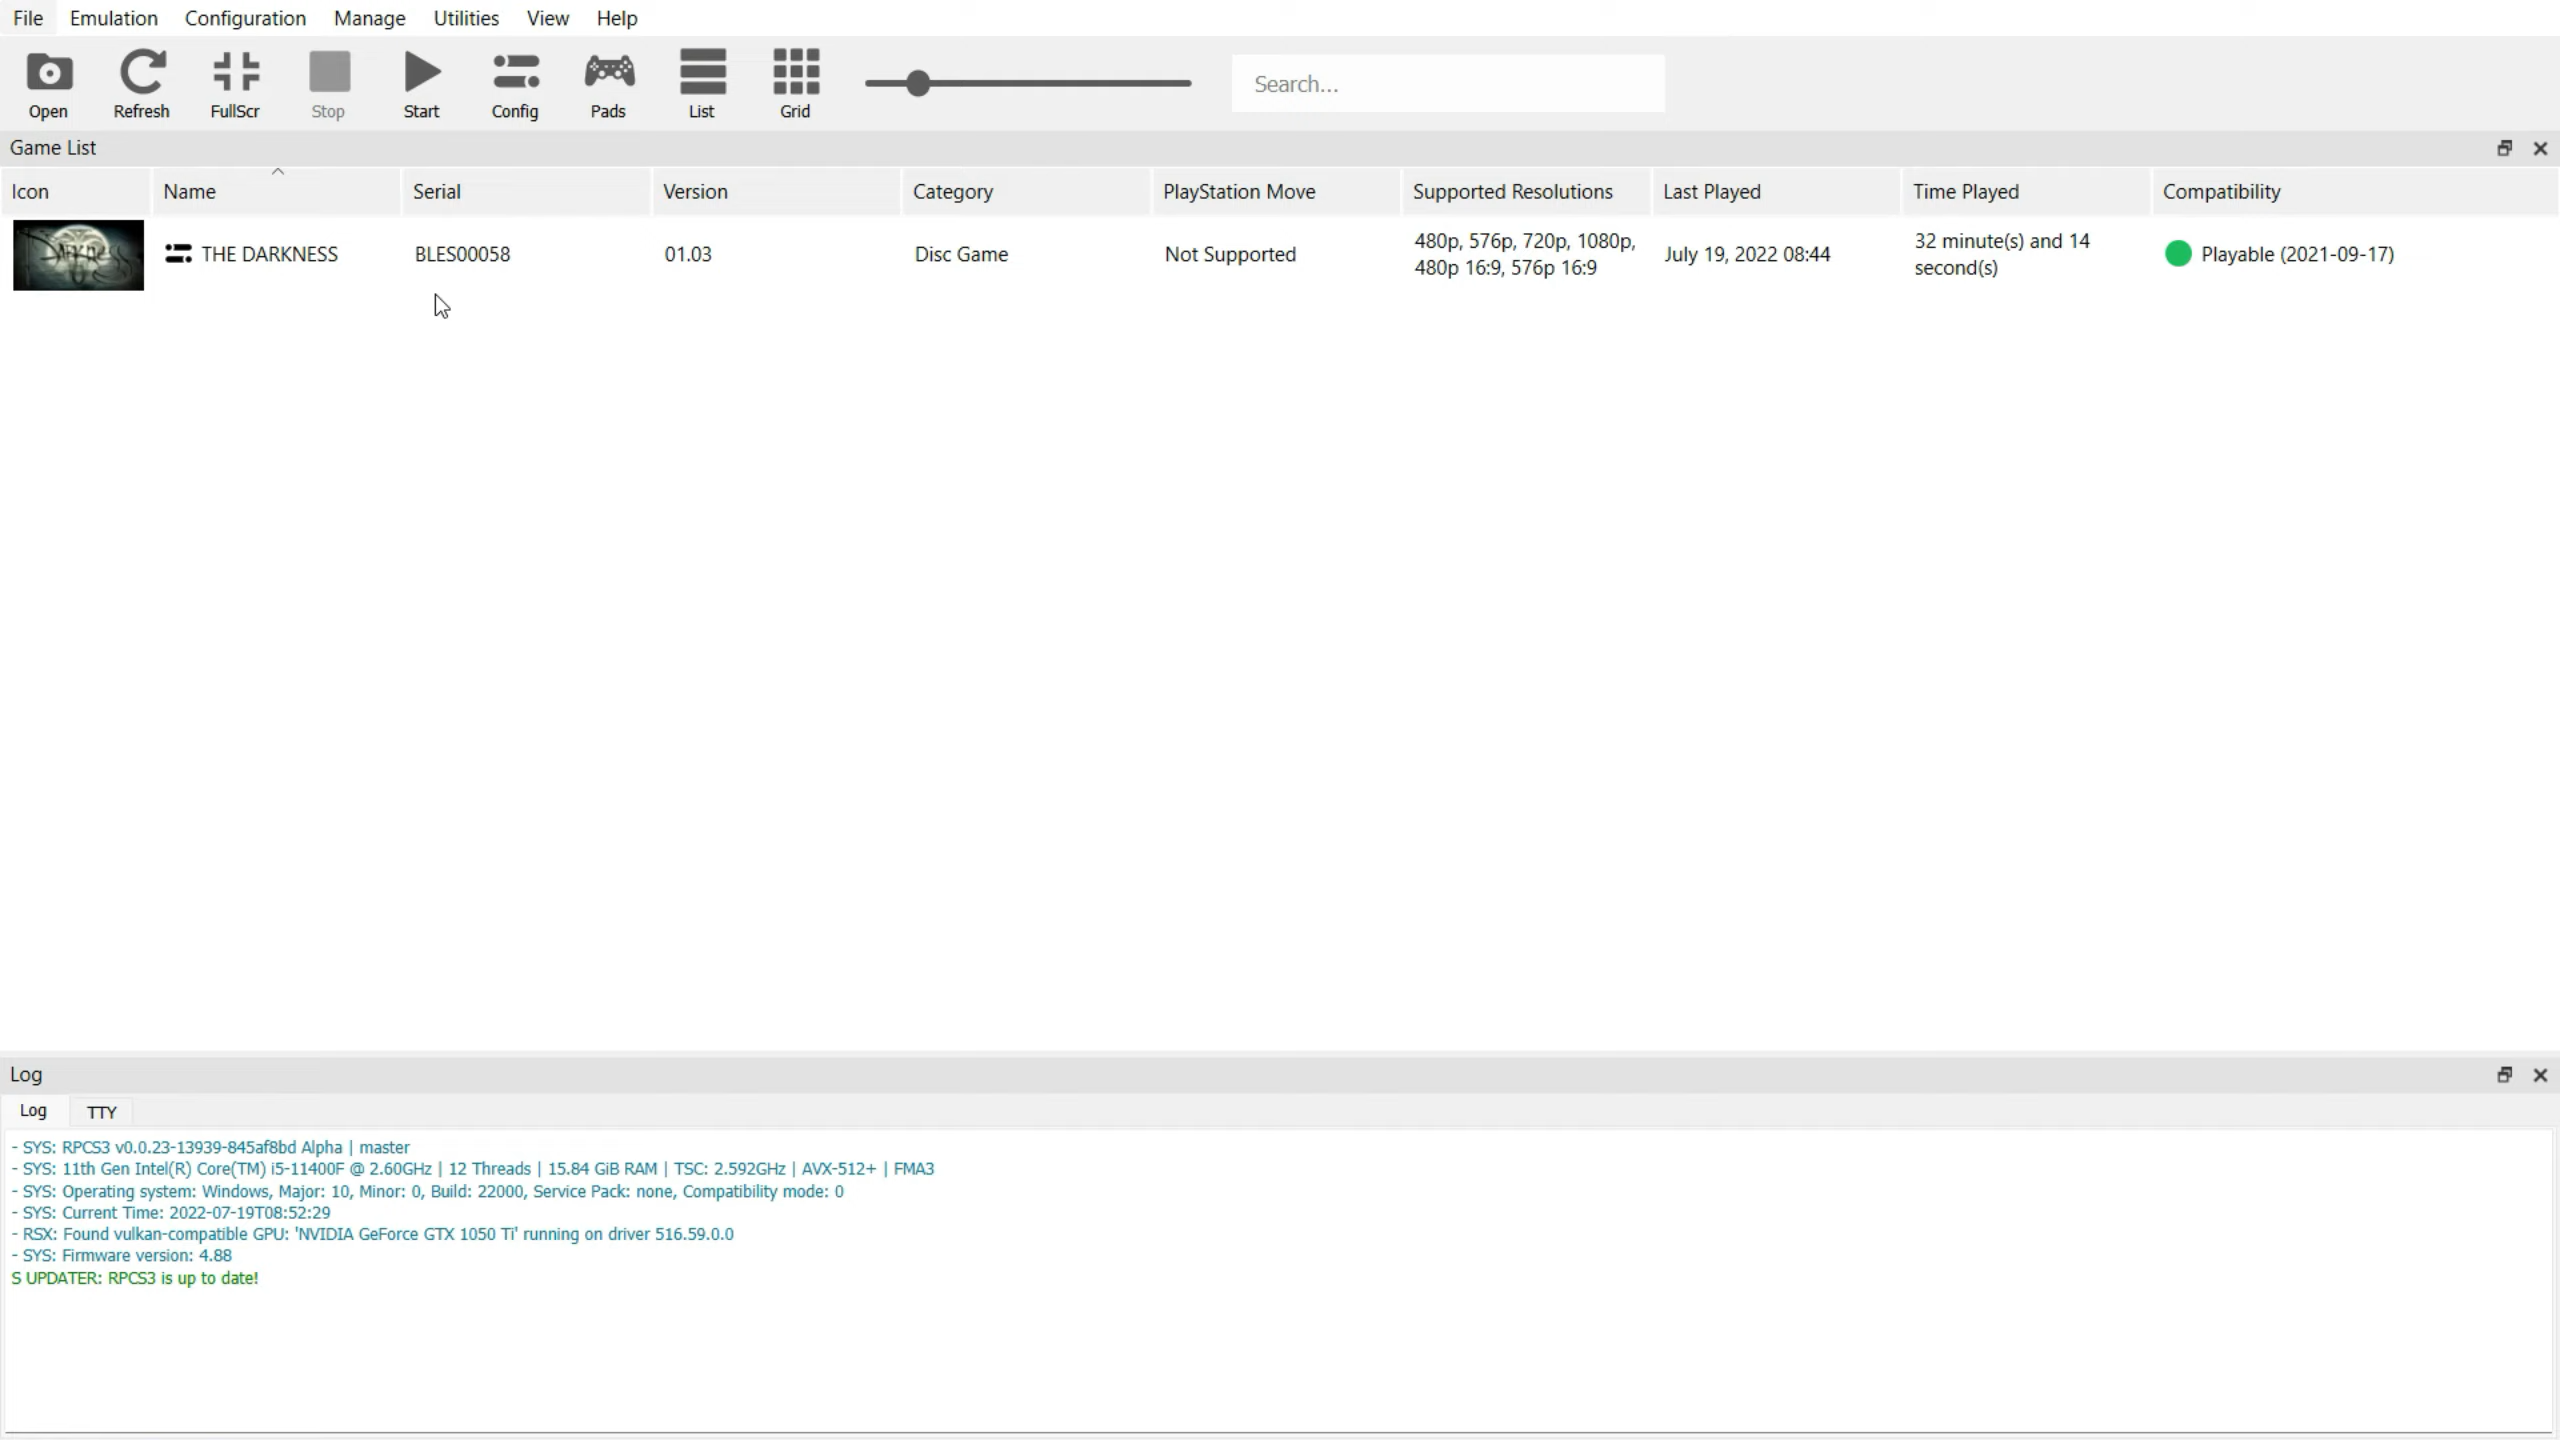 File Emulation Configuration Manage Utilities View Help
Open Refresh FullScr Stop Start Config Pads List Grid Search...
Game List
Icon Name Serial Version Category PlayStation Move Supported Resolutions Last Played Time Played Compatibility
DARKNESS
THE DARKNESS BLES00058 01.03 Disc Game Not Supported 480p, 576p, 720p, 1080p, July 19, 2022 08:44 32 minute(s) and 14 Playable (2021-09-17)
480p 16:9, 576p 16:9 second(s)
Log
Log TTY
- SYS: RPCS3 v0.0.23-13939-845af8bd Alpha | master
- SYS: 11th Gen Intel(R) Core(TM) i5-11400F @ 2.60GHz | 12 Threads | 15.84 GiB RAM | TSC: 2.592GHz | AVX-512+ | FMA3
- SYS: Operating system: Windows, Major: 10, Minor: 0, Build: 22000, Service Pack: none, Compatibility mode: 0
- SYS: Current Time: 2022-07-19T08:52:29
- RSX: Found vulkan-compatible GPU: 'NVIDIA GeForce GTX 1050 Ti' running on driver 516.59.0.0
- SYS: Firmware version: 4.88
S UPDATER: RPCS3 is up to date!